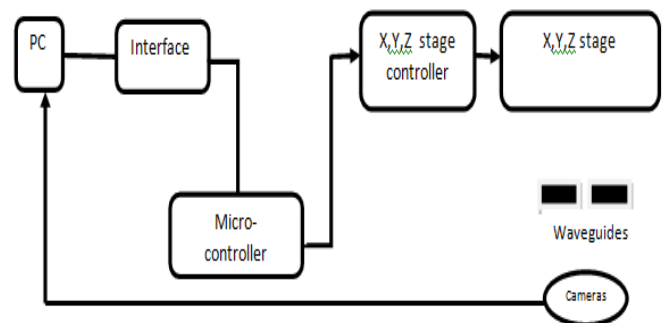 PC
Interface
X,Y,Z stage
controller
X,Y,Z stage
Micro-
controller
Waveguides
Cameras